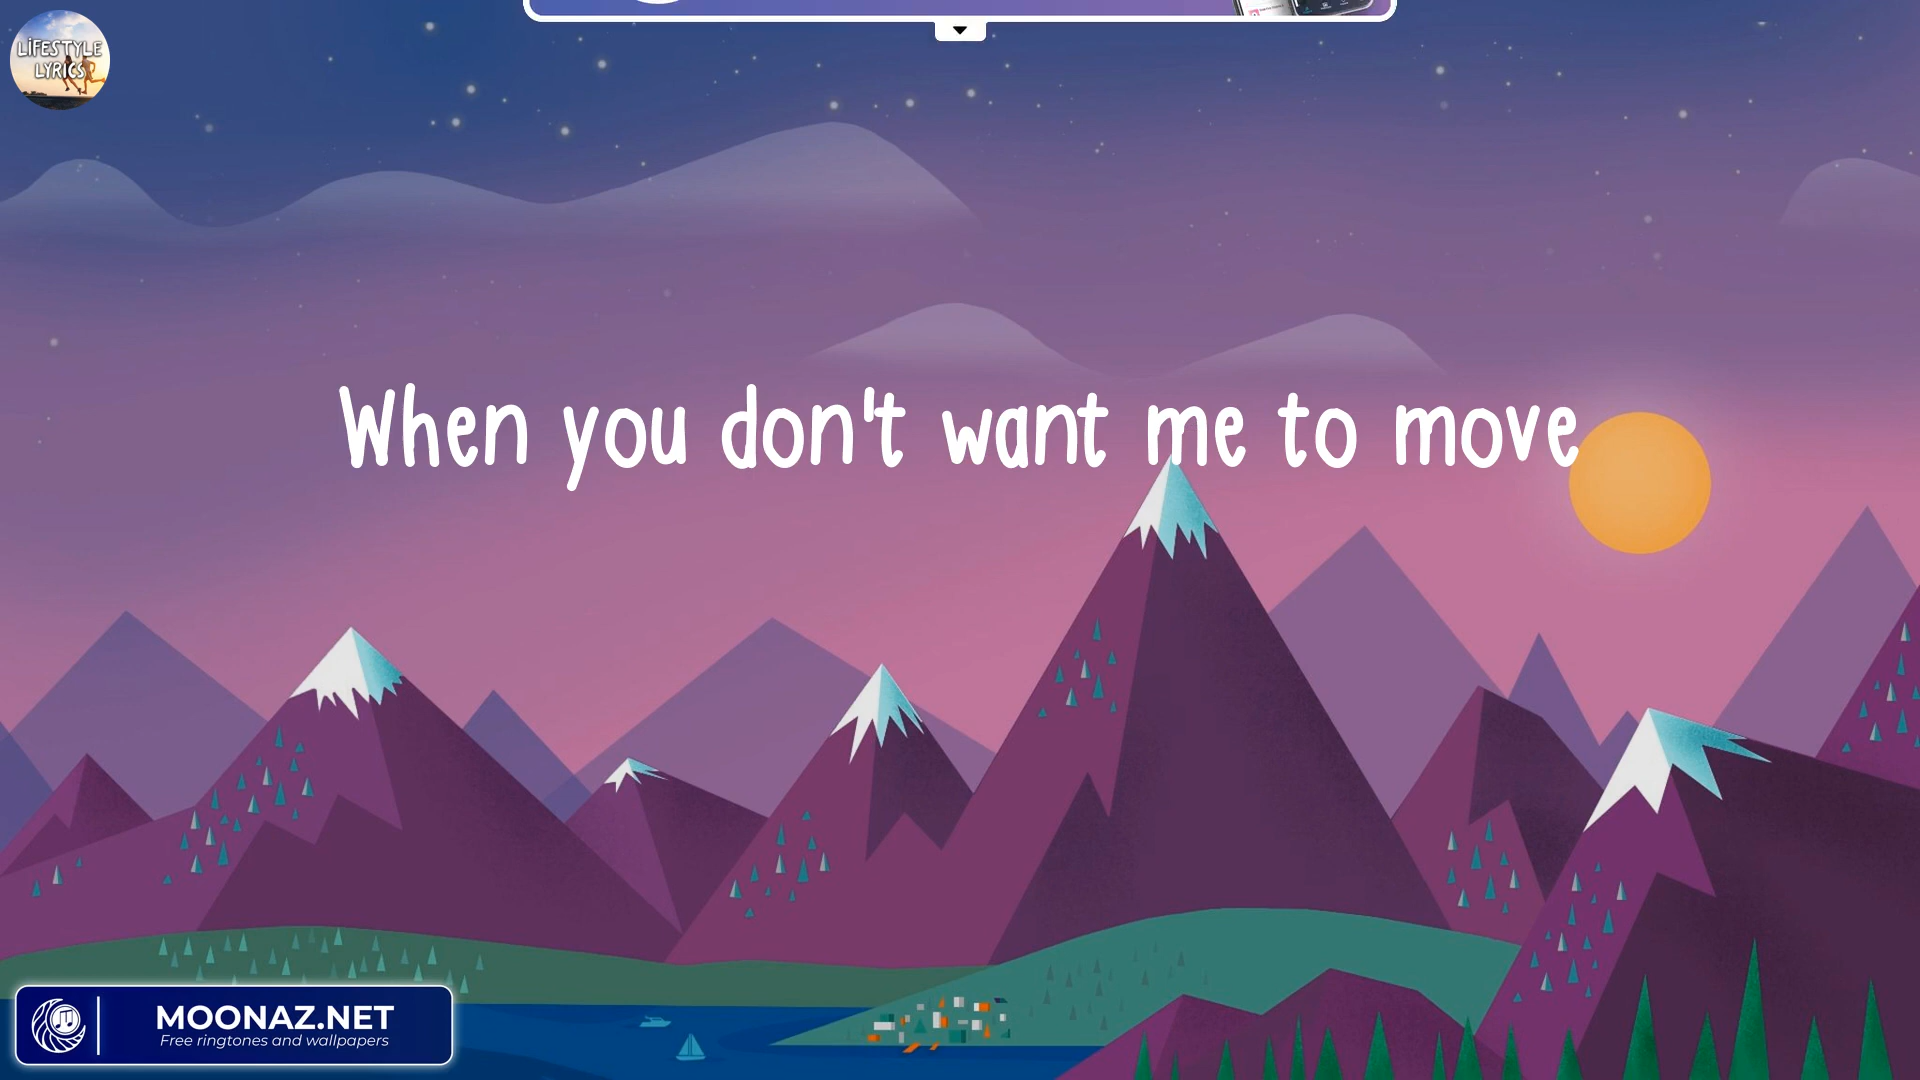 LiFESTYLE
LYRICS
When you don't want me to move
MOONAZ.NET
Free ringtones and wallpapers